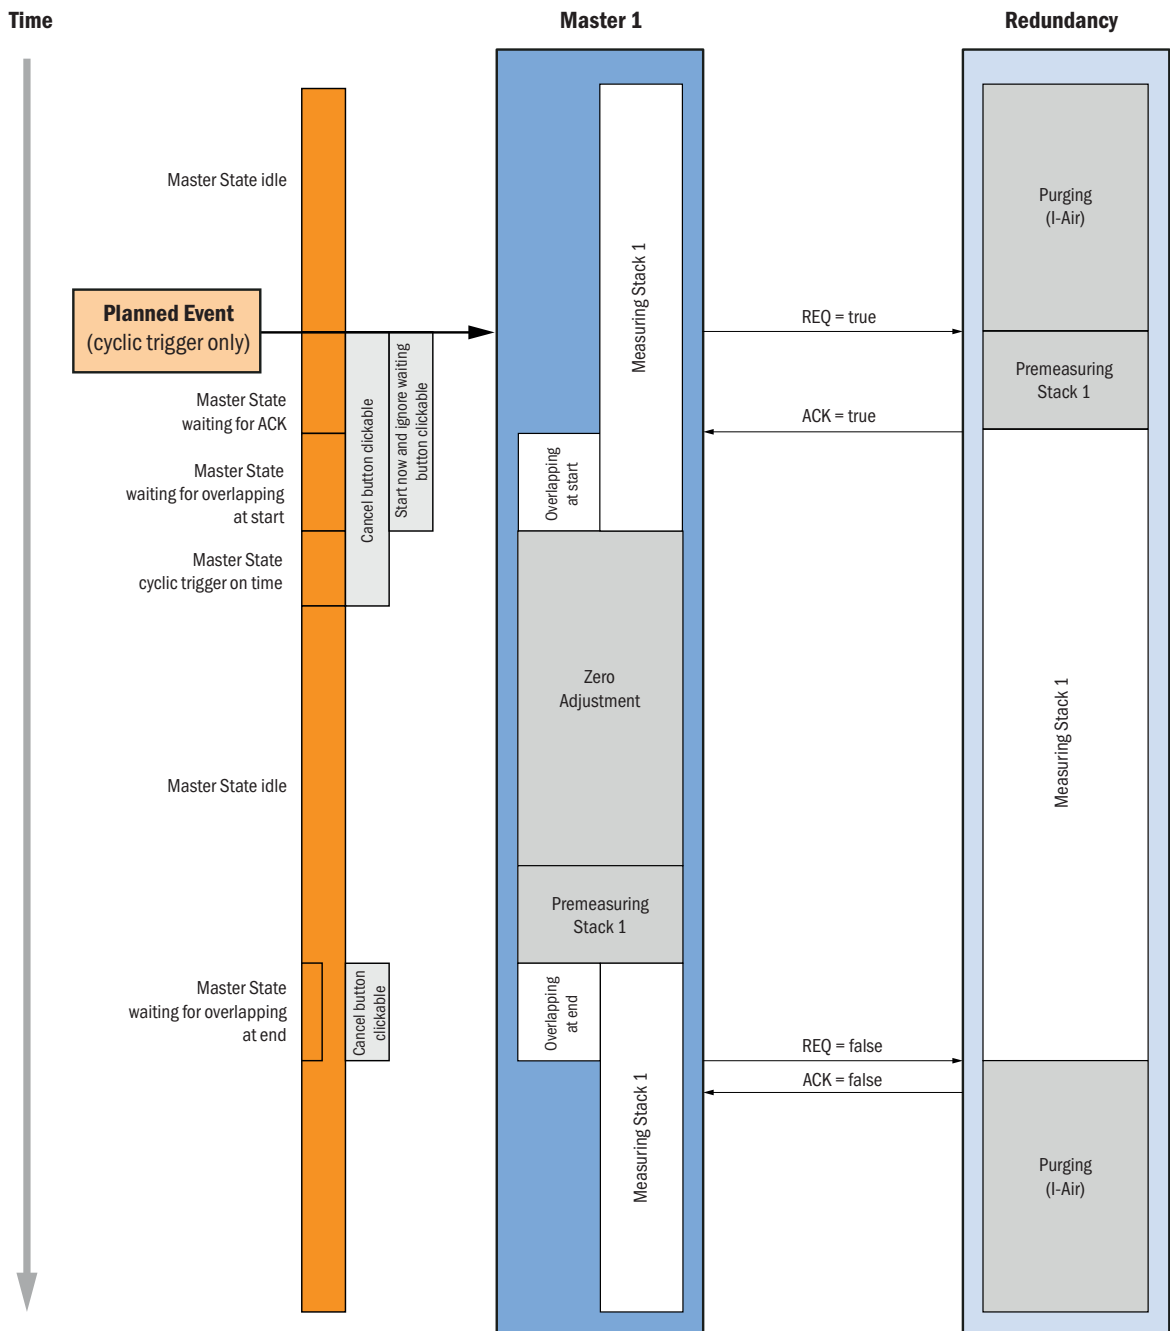 Time
Master 1
Redundancy
Master State idle
Purging
(I-Air)
Measuring Stack 1
Planned Event
(cyclic trigger only)
REQ = true
Premeasuring
Stack 1
Master State
waiting for ACK
Cancel button clickable
Start now and ignore waiting
button clickable
ACK = true
Master State
waiting for overlapping
at start
Overlapping
at start
Master State
cyclic trigger on time
Zero
Adjustment
Measuring Stack 1
Master State idle
Premeasuring
Stack 1
Master State
waiting for overlapping
at end
Cancel button
clickable
Overlapping
at end
Measuring Stack 1
REQ = false
ACK = false
Purging
(I-Air)